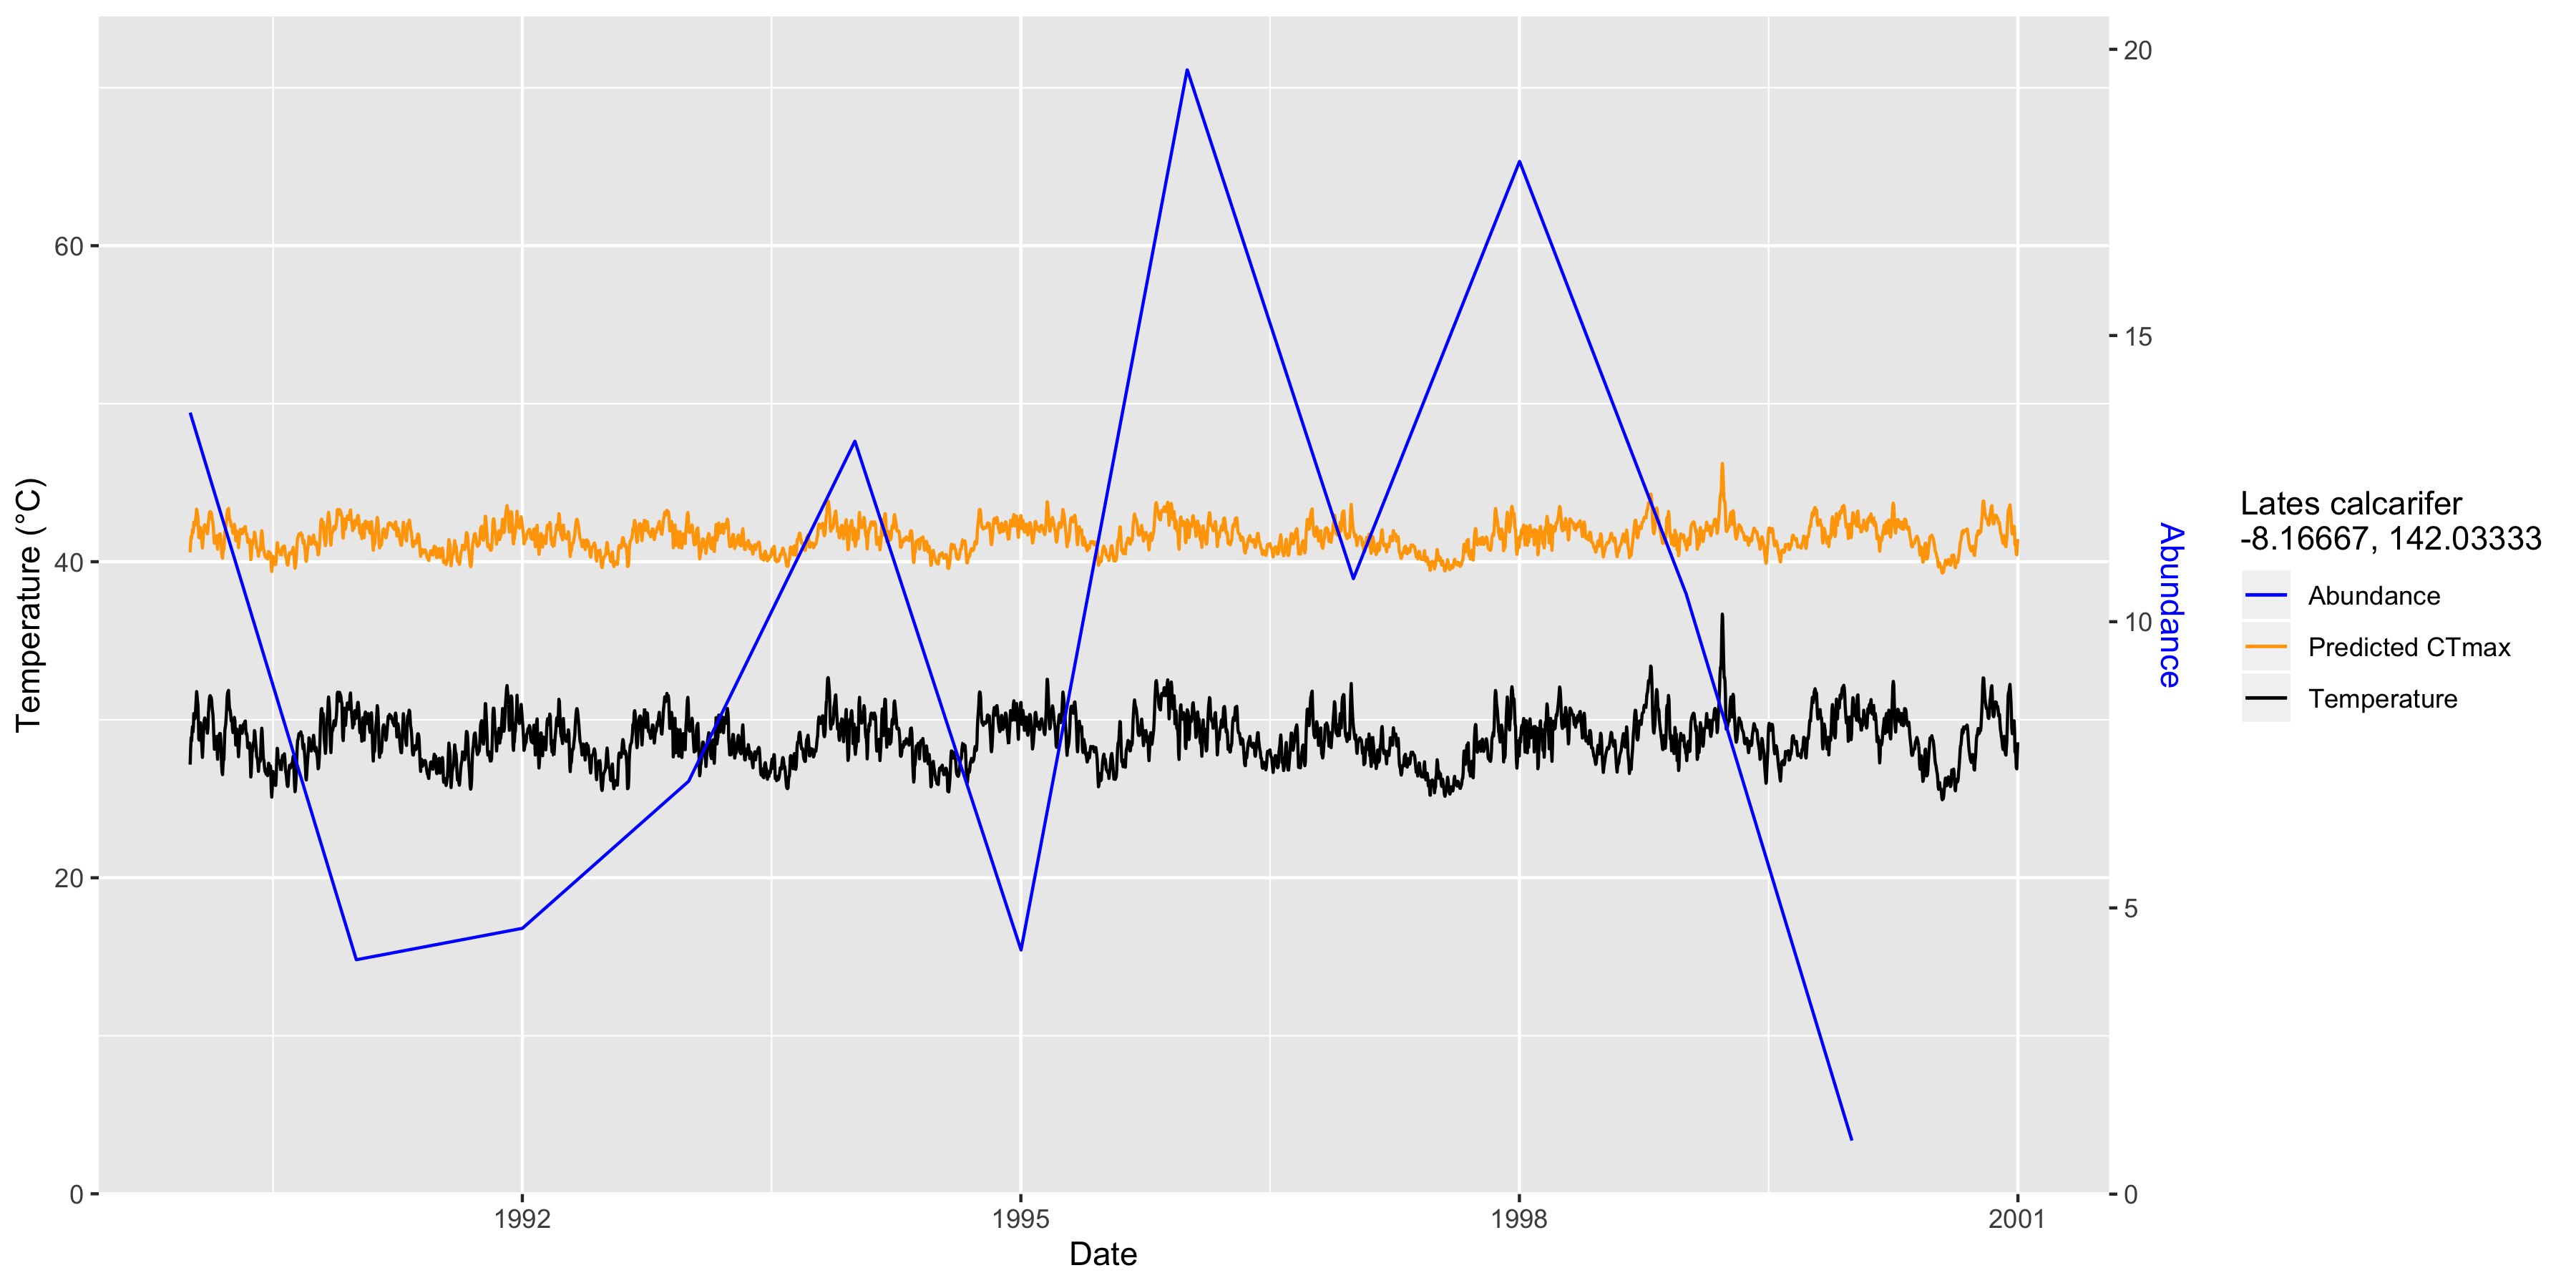 Temperature (°C)
60
40
20
0
1992
1995
1998
2001
Date
20
15
10
5
0
Abundance
Lates calcarifer
-8.16667, 142.03333
Abundance
Predicted CTmax
Temperature